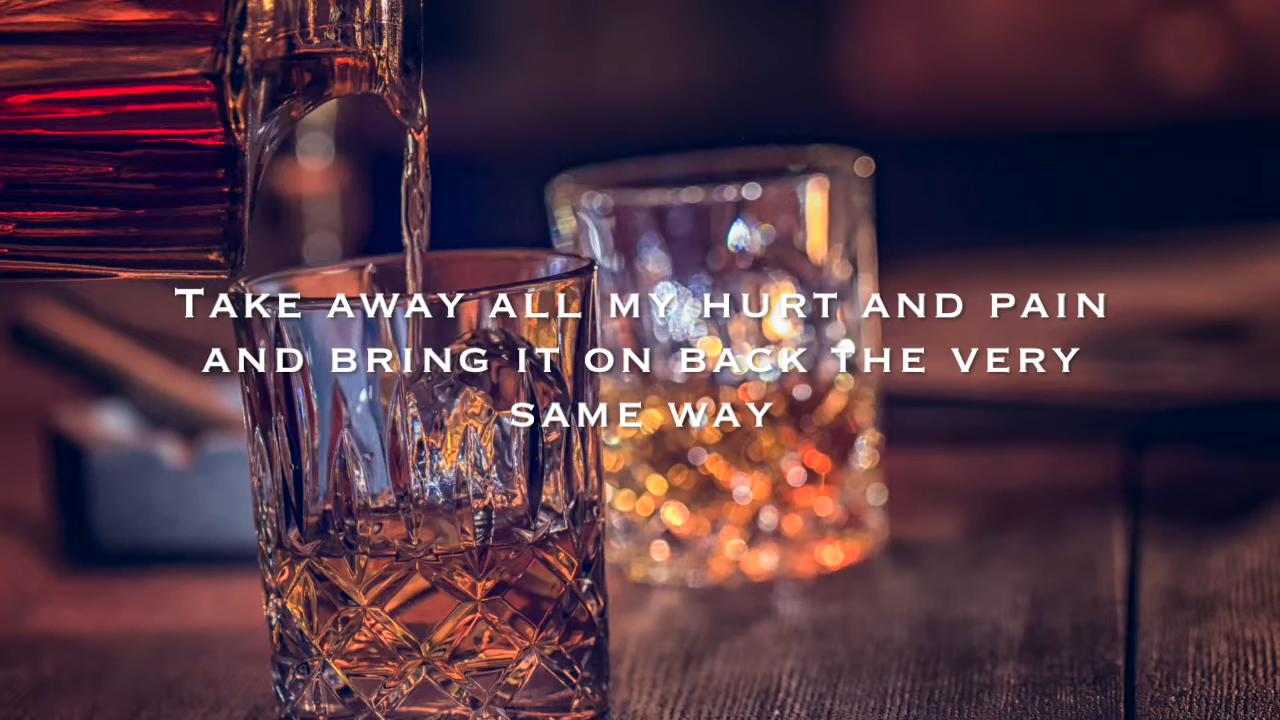 Take away all my hurt and pain
and bring it on back the very
same way